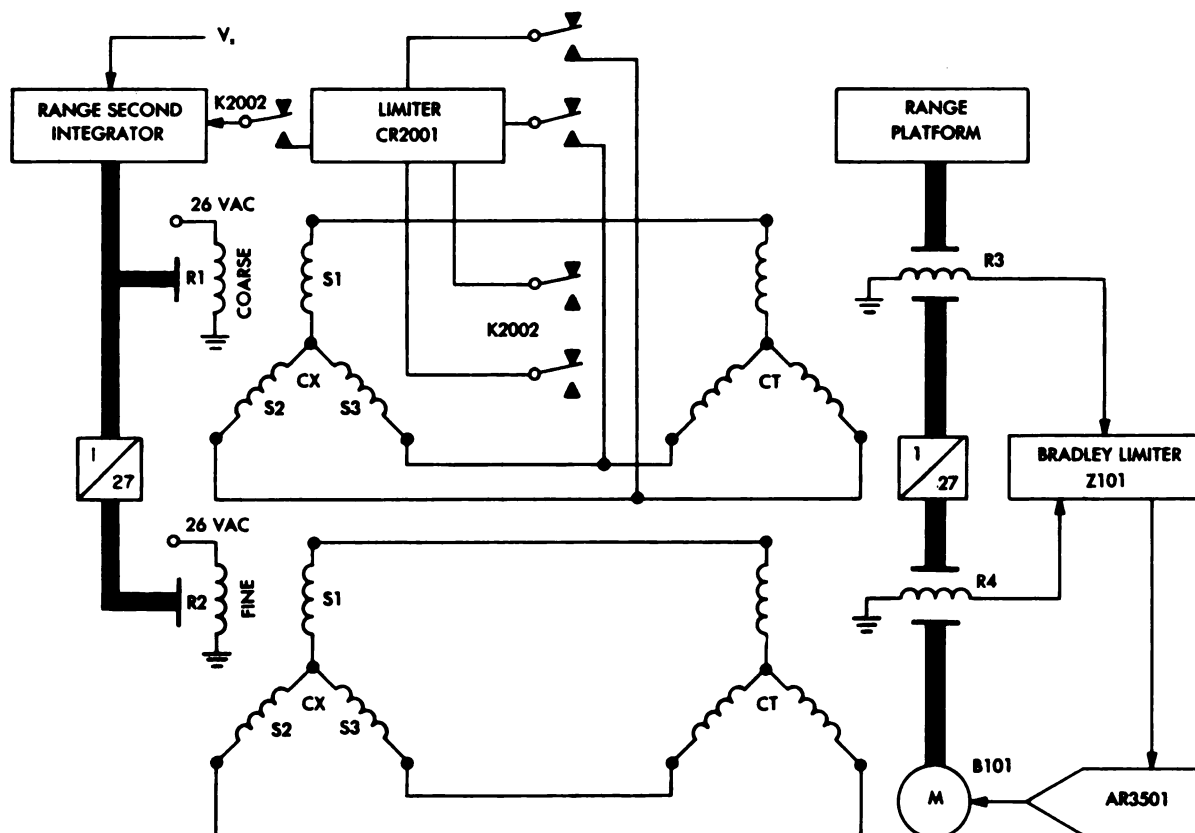 V.
RANGE SECOND
INTEGRATOR
K2002
LIMITER
CR2001
RANGE
PLATFORM
26 VAC
R1
COARSE
S1
CX
S2
S3
K2002
CT
R3
1
27
1
27
BRADLEY LIMITER
Z101
26 VAC
R2
FINE
S1
CX
S2
S3
CT
R4
B101
M
AR3501